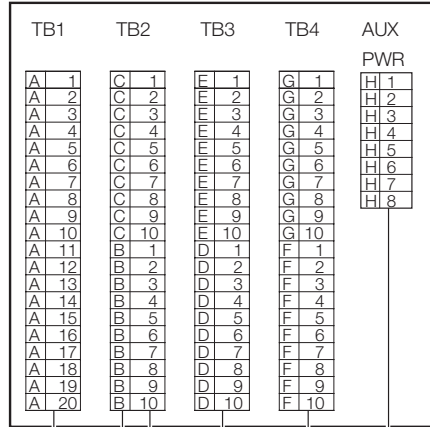 TB1 TB2 TB3 TB4 AUX
PWR
A 1 C 1 E 1 G 1 H 1
A 2 C 2 E 2 G 2 H 2
A 3 C 3 E 3 G 3 H 3
A 4 C 4 E 4 G 4 H 4
A 5 C 5 E 5 G 5 H 5
A 6 C 6 E 6 G 6 H 6
A 7 C 7 E 7 G 7 H 7
A 8 C 8 E 8 G 8 H 8
A 9 C 9 E 9 G 9
A 10 C 10 E 10 G 10
A 11 B 1 D 1 F 1
A 12 B 2 D 2 F 2
A 13 B 3 D 3 F 3
A 14 B 4 D 4 F 4
A 15 B 5 D 5 F 5
A 16 B 6 D 6 F 6
A 17 B 7 D 7 F 7
A 18 B 8 D 8 F 8
A 19 B 9 D 9 F 9
A 20 B 10 D 10 F 10